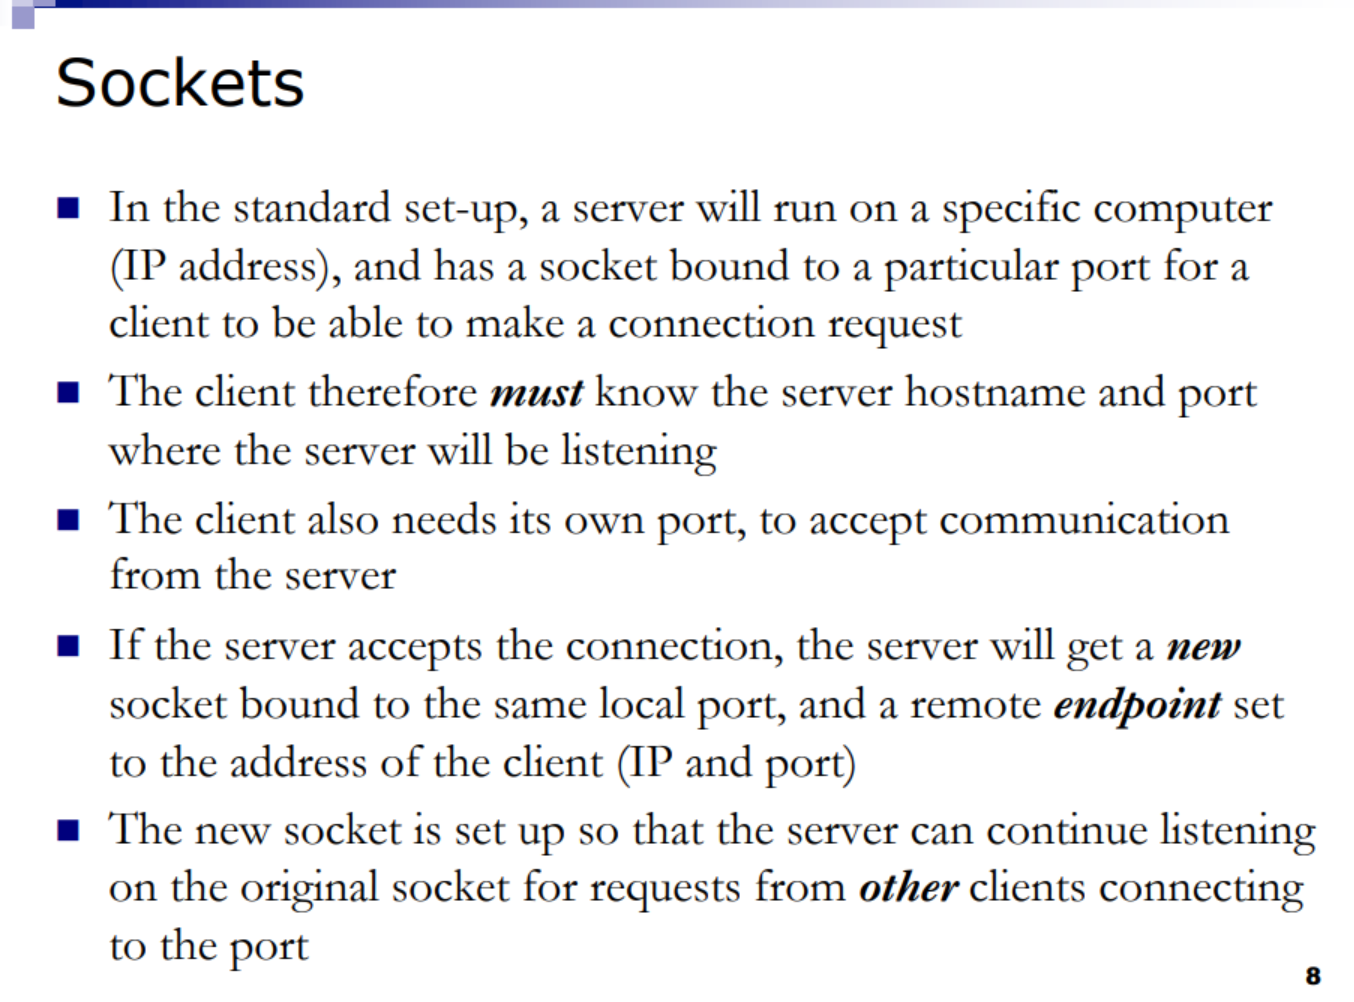 Sockets
■ In the standard set-up, a server will run on a specific computer
(IP address), and has a socket bound to a particular port for a
client to be able to make a connection request
■ The client therefore must know the server hostname and port
where the server will be listening
■ The client also needs its own port, to accept communication
from the server
■ If the server accepts the connection, the server will get a new
socket bound to the same local port, and a remote endpoint set
to the address of the client (IP and port)
■ The new socket is set up so that the server can continue listening
on the original socket for requests from other clients connecting
to the port
8